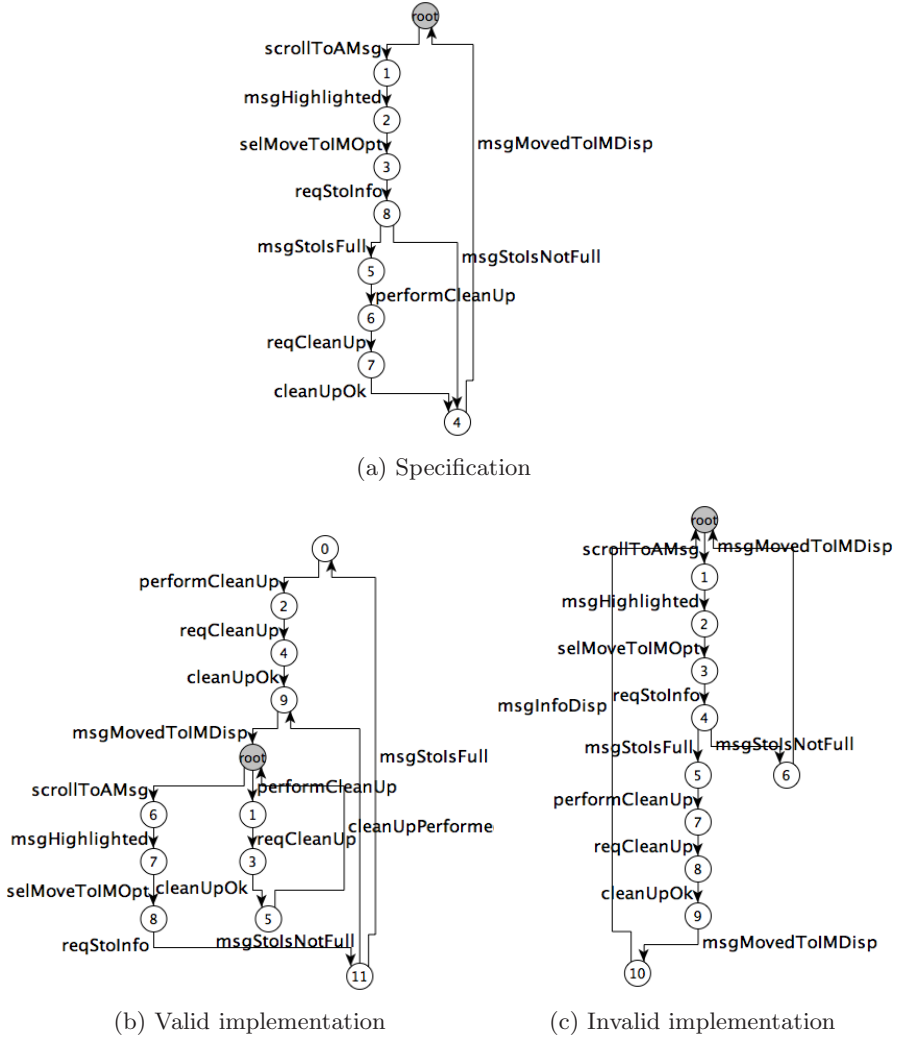 root
scrollToAMsg
1
msgHighlighted
2
selMoveToIMOpt
msgMovedToIMDisp
3
reqStoInfo
8
msgStoIsFull
msgStoIsNotFull
5
performCleanUp
6
reqCleanUp
7
cleanUpOk
4
(a) Specification
0
performCleanUp
2
reqCleanUp
4
cleanUpOk
9
msgMovedToIMDisp
msgStoIsFull
root
scrollToAMsg
performCleanUp
6
1
cleanUpPerforme
msgHighlighted
reqCleanUp
7
3
selMoveToIMOpt
cleanUpOk
8
5
reqStoInfo
msgStoIsNotFull
11
(b) Valid implementation
root
scrollToAMsg
msgMovedToIMDisp
1
msgHighlighted
2
selMoveToIMOpt
3
reqStoInfo
msgInfoDisp
4
msgStoIsFull
msgStoIsNotFull
5
6
performCleanUp
7
reqCleanUp
8
cleanUpOk
9
msgMovedToIMDisp
10
(c) Invalid implementation